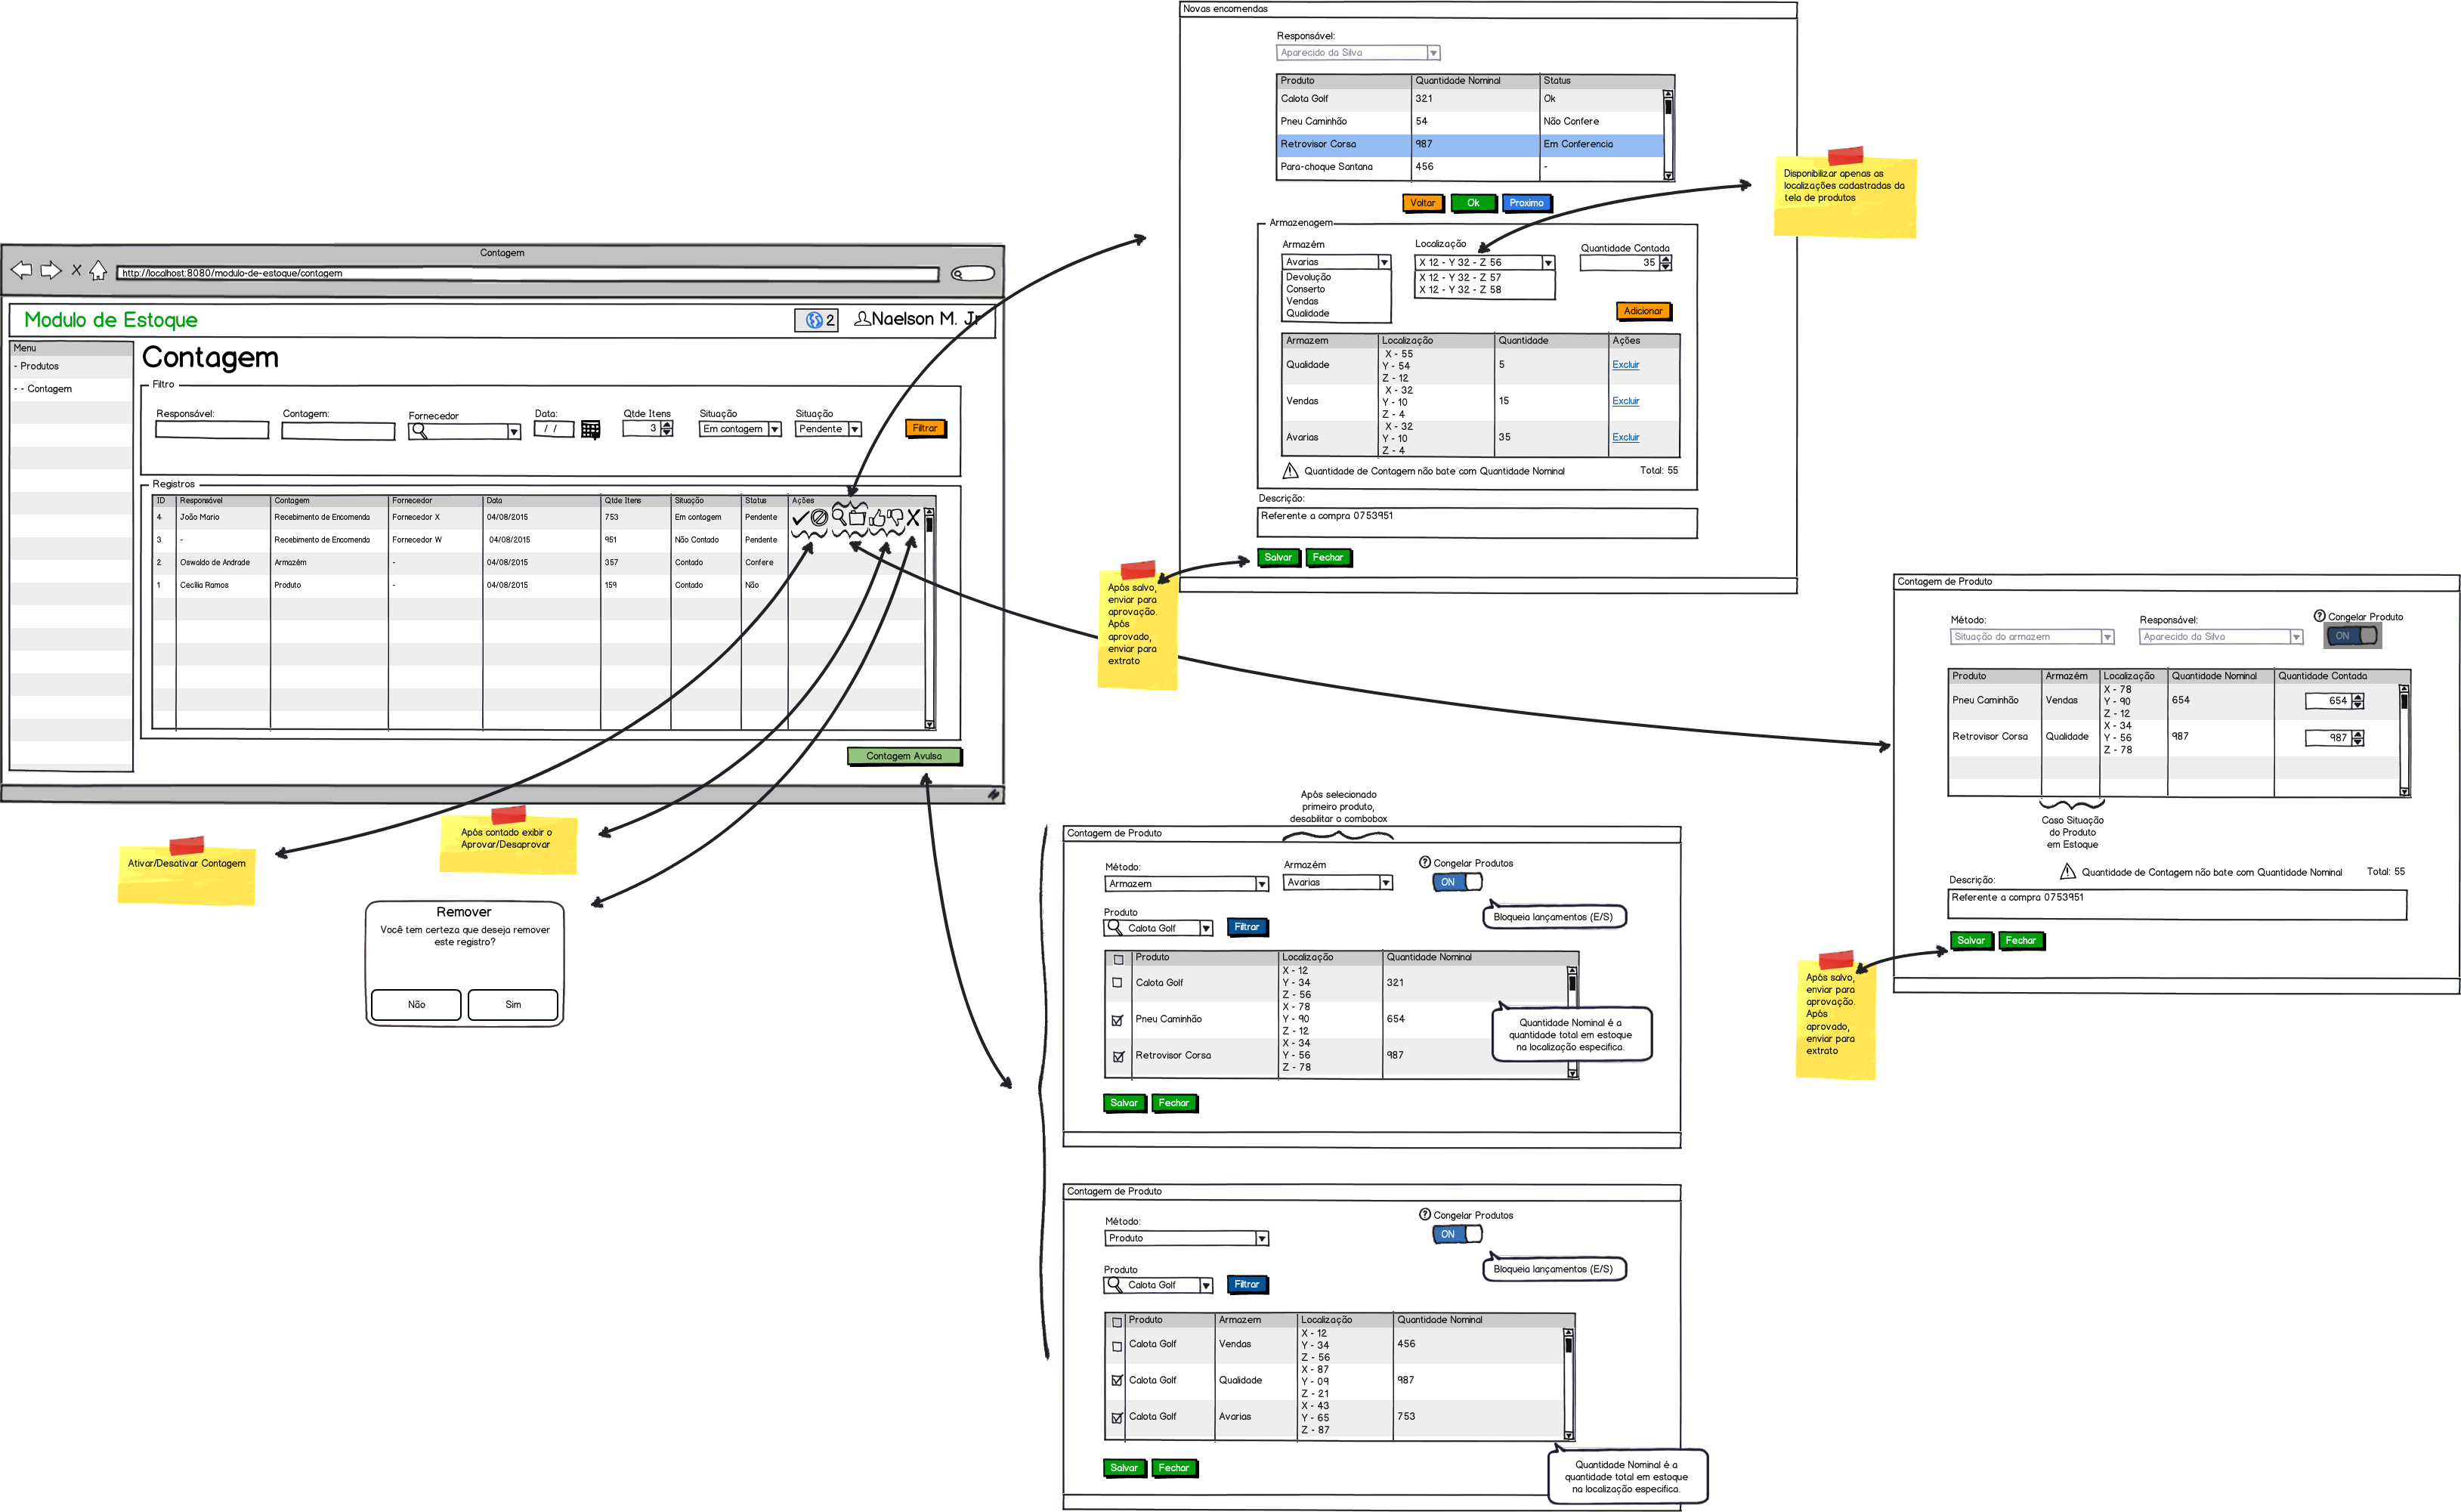 Contagem
http://localhost:8080/modulo-de-estoque/contagem
Modulo de Estoque
2
Naelson M. Jr
Menu
- Produtos
- - Contagem
Contagem
Filtro
Responsável:
Contagem:
Fornecedor
Data:
/ /
Qtde Itens
3
Situação
Em contagem
Situação
Pendente
Filtrar
Registros
ID Responsável Contagem Fornecedor Data Qtde Itens Situação Status Ações
4 João Mario Recebimento de Encomenda Fornecedor X 04/08/2015 753 Em contagem Pendente
3 - Recebimento de Encomenda Fornecedor W 04/08/2015 951 Não Contado Pendente
2 Oswaldo de Andrade Armazém - 04/08/2015 357 Contado Confere
1 Cecília Ramos Produto - 04/08/2015 159 Contado Não
Contagem Avulsa
Ativar/Desativar Contagem
Após contado exibir o
Aprovar/Desaprovar
Remover
Você tem certeza que deseja remover
este registro?
Não
Sim
Novas encomendas
Responsável:
Aparecido da Silva
Produto Quantidade Nominal Status
Calota Golf 321 Ok
Pneu Caminhão 54 Não Confere
Retrovisor Corsa 987 Em Conferencia
Para-choque Santana 456 -
Voltar
Ok
Proximo
Armazenagem
Armazém
Avarias
Devolução
Conserto
Vendas
Qualidade
Localização
X 12 - Y 32 - Z 56
X 12 - Y 32 - Z 57
X 12 - Y 32 - Z 58
Quantidade Contada
35
Adicionar
Armazem Localização Quantidade Ações
X - 55
Qualidade Y - 54 5 Excluir
Z - 12
X - 32
Vendas Y - 10 15 Excluir
Z - 4
X - 32
Avarias Y - 10 35 Excluir
Z - 4
Quantidade de Contagem não bate com Quantidade Nominal
Total: 55
Descrição:
Referente a compra 0753951
Salvar
Fechar
Disponibilizar apenas as
localizações cadastradas da
tela de produtos
Após salvo,
enviar para
aprovação.
Após
aprovado,
enviar para
extrato
Contagem de Produto
Método:
Situação do armazem
Responsável:
Aparecido da Silva
? Congelar Produto
ON
Produto Armazém Localização Quantidade Nominal Quantidade Contada
X - 78
Pneu Caminhão Vendas Y - 90 654 654
Z - 12
X - 34
Retrovisor Corsa Qualidade Y - 56 987 987
Z - 78
Caso Situação
do Produto
em Estoque
Quantidade de Contagem não bate com Quantidade Nominal
Total: 55
Descrição:
Referente a compra 0753951
Salvar
Fechar
Após salvo,
enviar para
aprovação.
Após
aprovado,
enviar para
extrato
Após selecionado
primeiro produto,
desabilitar o combobox
Contagem de Produto
Método:
Armazem
Armazém
Avarias
? Congelar Produtos
ON
Bloqueia lançamentos (E/S)
Produto
Calota Golf
Filtrar
Produto Localização Quantidade Nominal
X - 12
Calota Golf Y - 34 321
Z - 56
X - 78
Pneu Caminhão Y - 90 654
Z - 12
X - 34
Retrovisor Corsa Y - 56 987
Z - 78
Quantidade Nominal é a
quantidade total em estoque
na localização especifica.
Salvar
Fechar
Contagem de Produto
Método:
Produto
? Congelar Produtos
ON
Bloqueia lançamentos (E/S)
Produto
Calota Golf
Filtrar
Produto Armazem Localização Quantidade Nominal
X - 12
Calota Golf Vendas Y - 34 456
Z - 56
X - 87
Calota Golf Qualidade Y - 09 987
Z - 21
X - 43
Calota Golf Avarias Y - 65 753
Z - 87
Quantidade Nominal é a
quantidade total em estoque
na localização especifica.
Salvar
Fechar